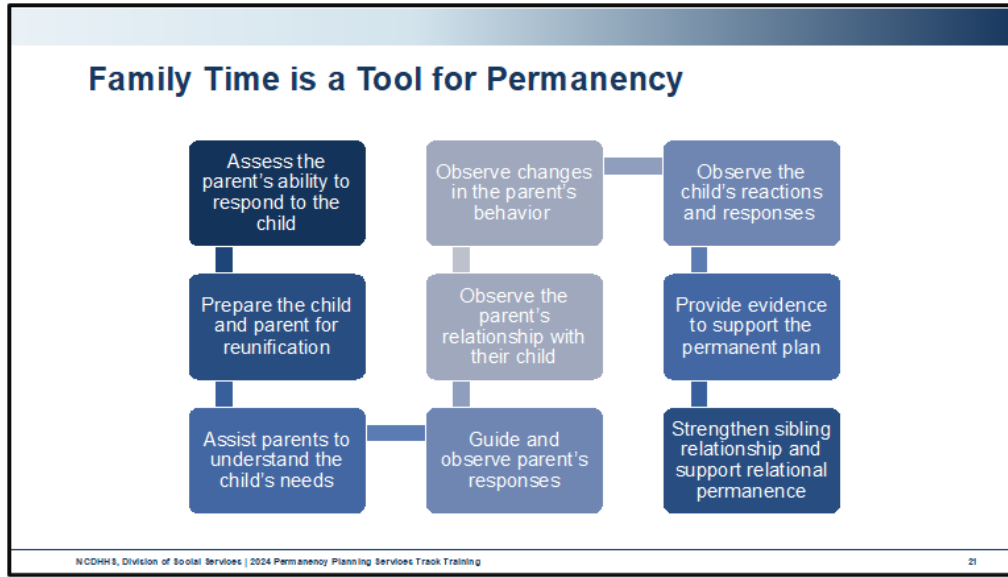 Family Time is a Tool for Permanency
Assess the
parent's ability to
respond to the
child
Prepare the child
and parent for
reunification
Assist parents to
understand the
child's needs
Guide and
observe parent's
responses
Observe the
parent's
relationship with
their child
Observe changes
in the parent's
behavior
Observe the
child's reactions
and responses
Provide evidence
to support the
permanent plan
Strengthen sibling
relationship and
support relational
permanence
NCDHHS, Division of Social Services | 2024 Permanency Planning Services Track Training
21